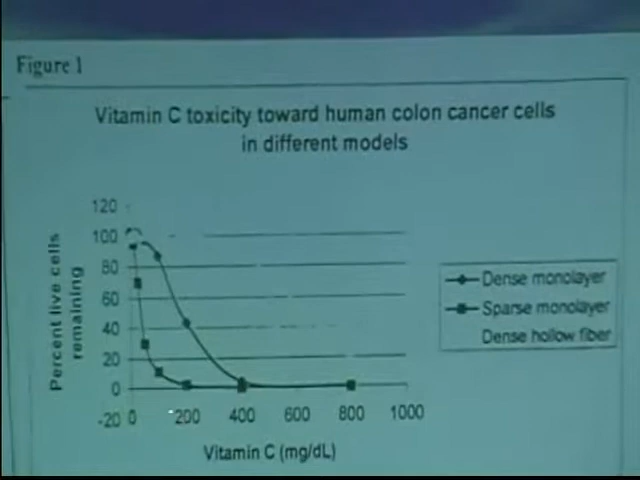 Figure 1
Vitamin C toxicity toward human colon cancer cells
in different models
120
100
80
60
40
20
0
-20
Percent live cells
remaining
0 200 400 600 800 1000
Vitamin C (mg/dL)
Dense monolayer
Sparse monolayer
Dense hollow fiber